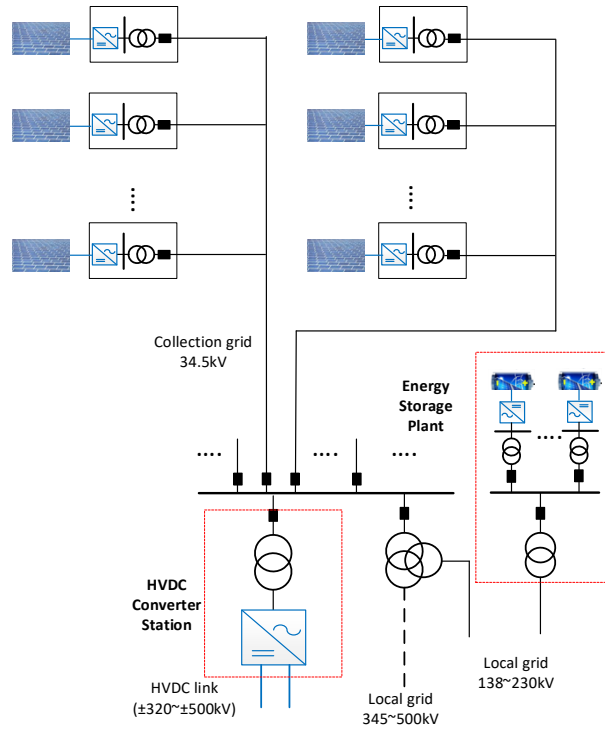 Collection grid
34.5kV
Energy
Storage
Plant
HVDC
Converter
Station
HVDC link
(±320~±500kV)
Local grid
345~500kV
Local grid
138~230kV